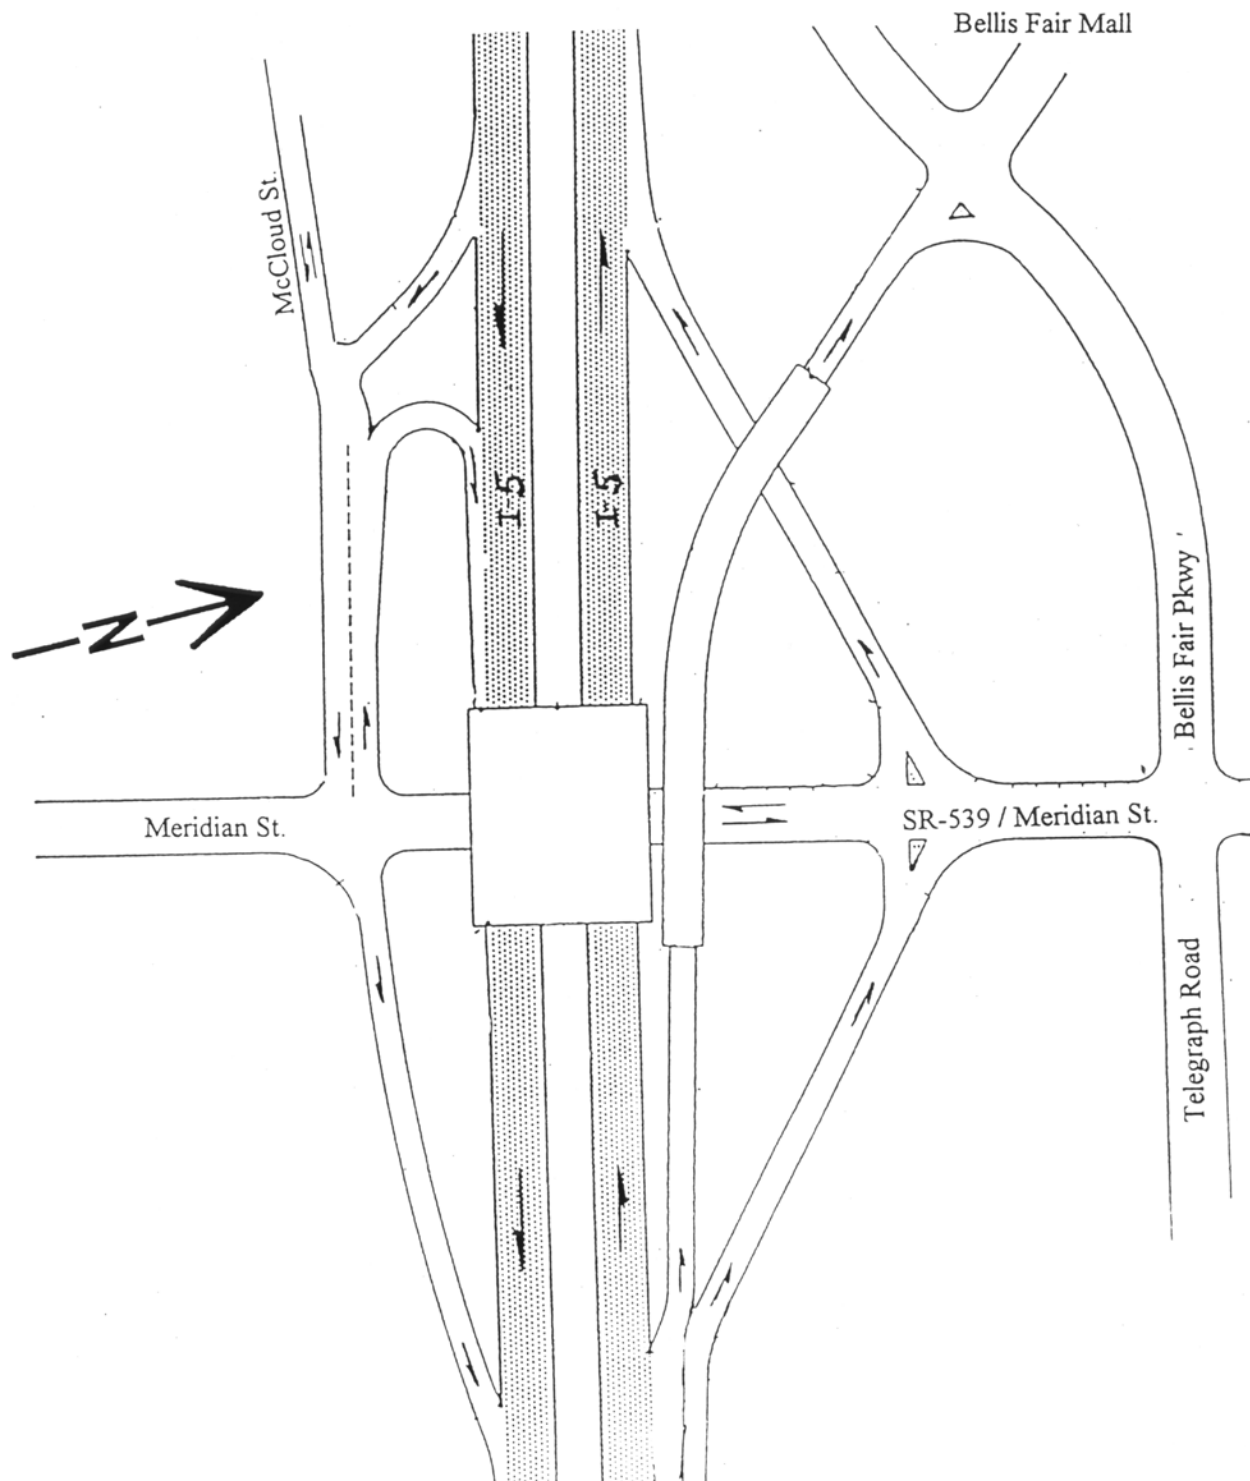 Bellis Fair Mall
McCloud St.
I-5
I-5
N
Bellis Fair Pkwy
Meridian St.
SR-539 / Meridian St.
Telegraph Road